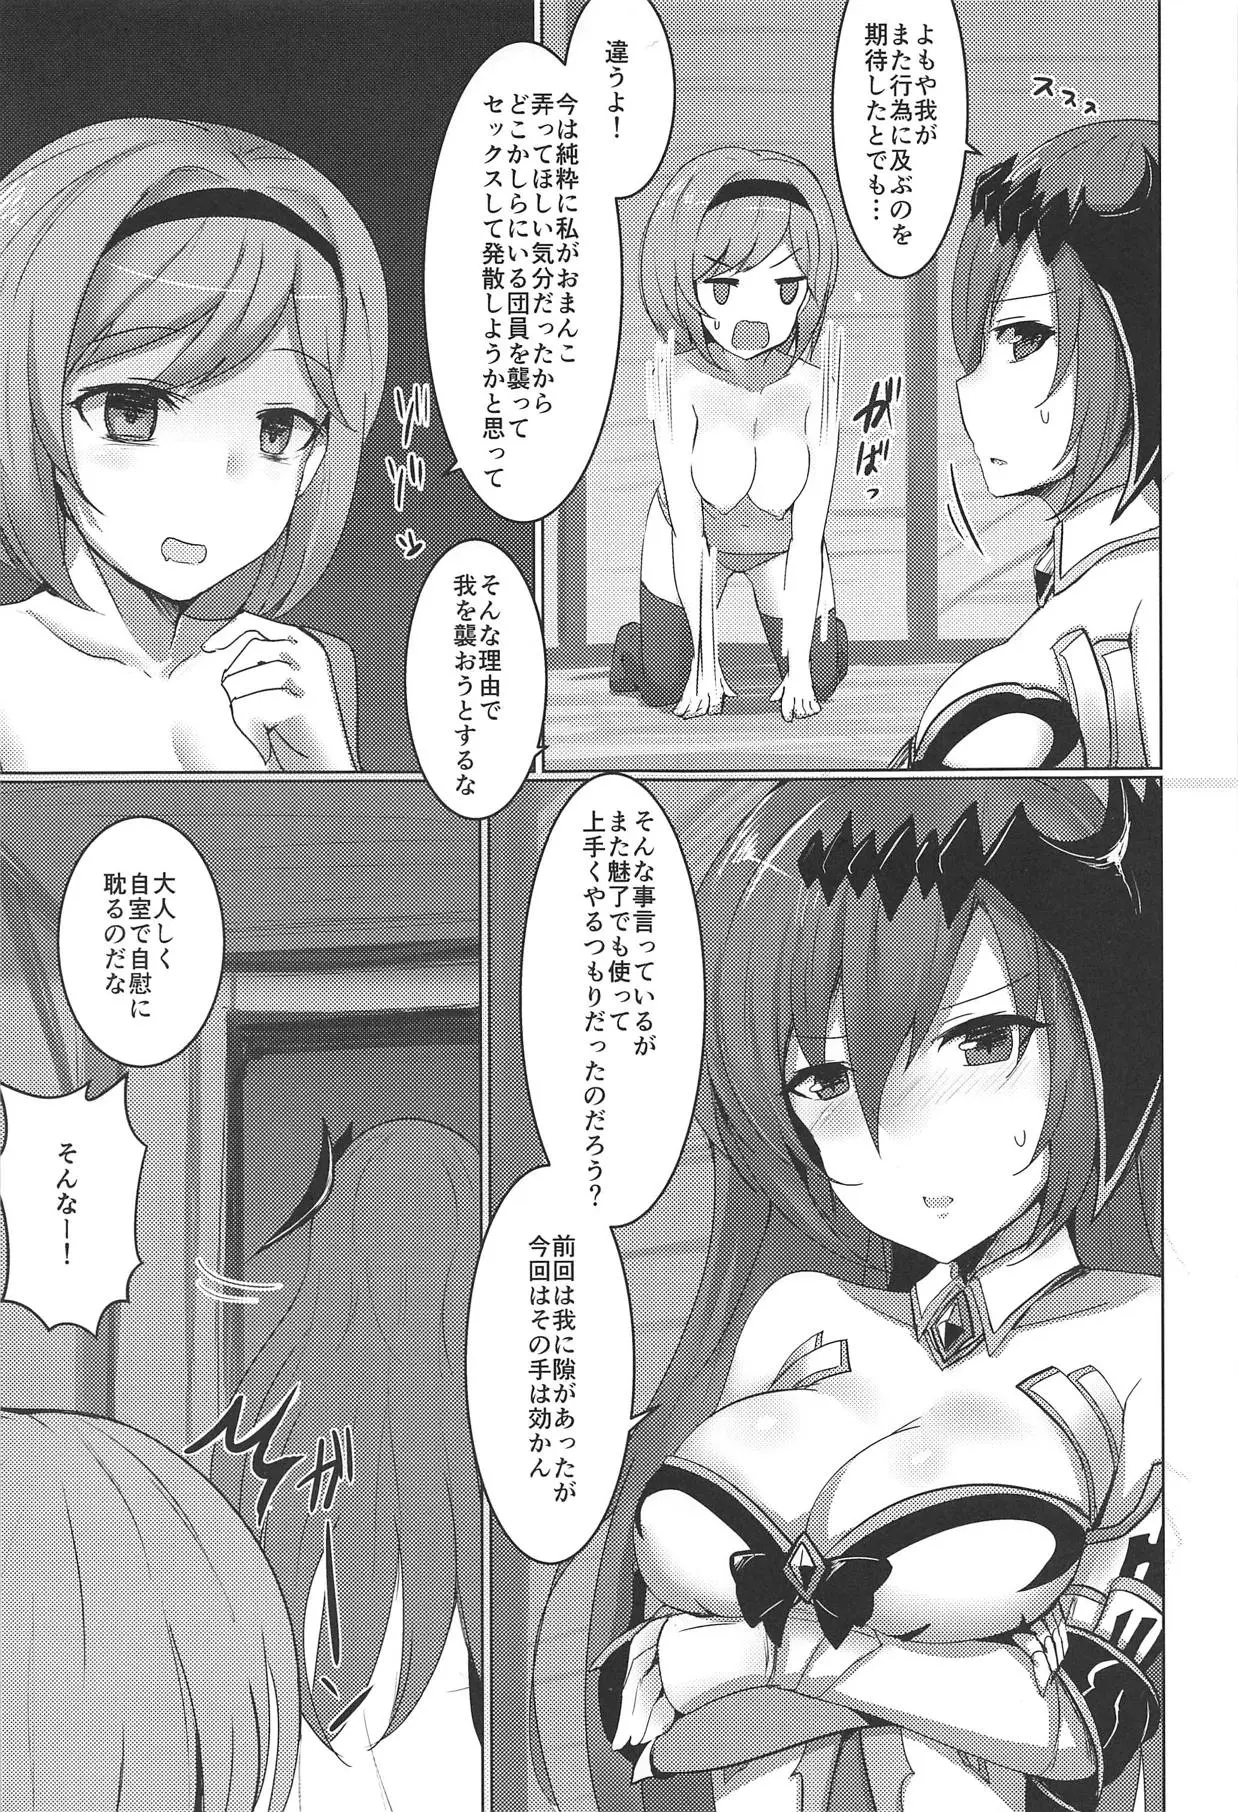 よもや我が
また行為に及ぶのを
期待したとでも…
スススス
違うよ！
今は純粋に私がおまんこ
弄ってほしい気分だったから
どこかしらにいる団員を襲って
セックスして発散しようかと思って
がばっ
そんな理由で
我を襲おうとするな
そんな事言っているが
また魅了でも使って
上手くやるつもりだったのだろう？
前回は我に隙があったが
今回はその手は効かん
大人しく
自室で自慰に
耽るのだな
そんなー！